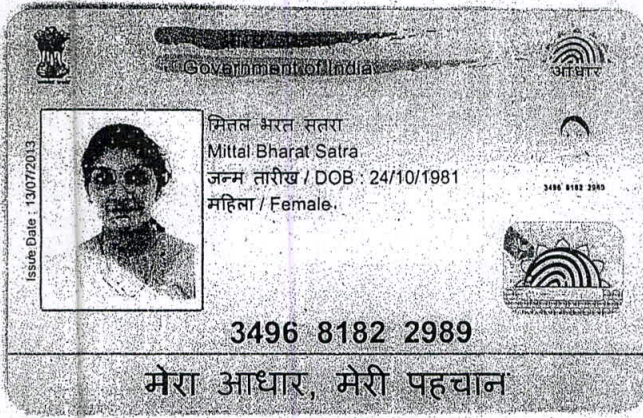 Government of India
आधार
Issue Date : 13/07/2013
मितल भरत सतरा
Mittal Bharat Satra
जन्म तारीख / DOB : 24/10/1981
महिला / Female
3496 8182 2989
3496 8182 2989
मेरा आधार, मेरी पहचान